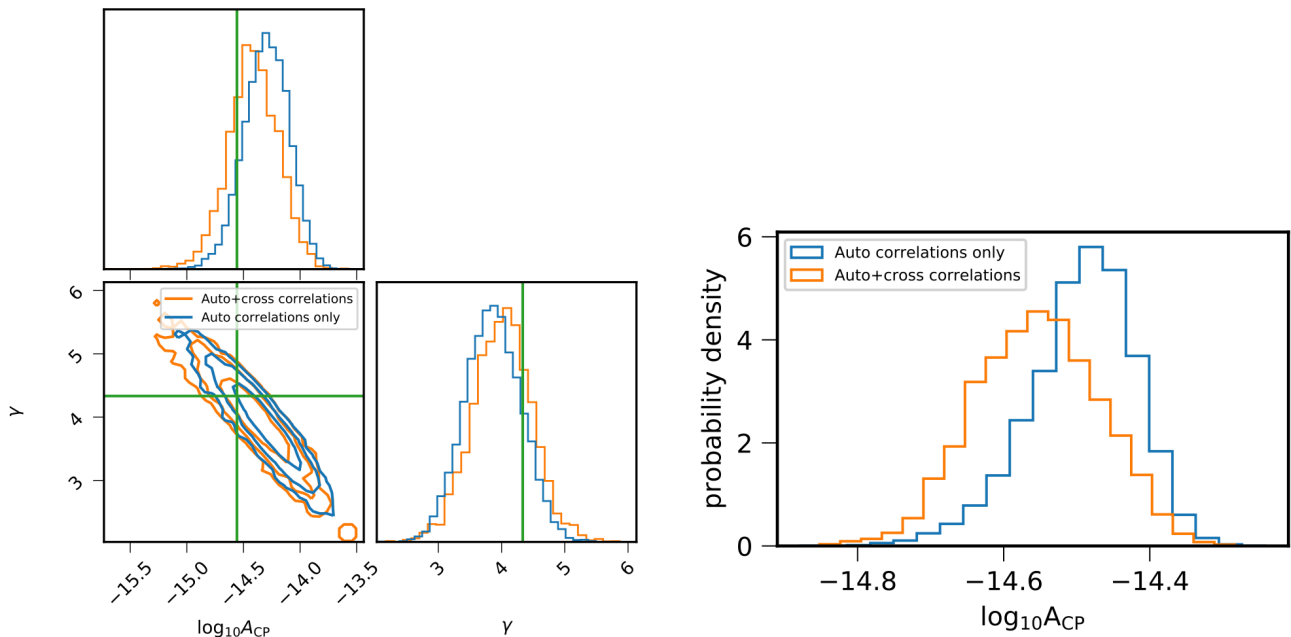 6
5
4
3
γ
Auto+cross correlations
Auto correlations only
−15.5
−15.0
−14.5
−14.0
−13.5
log₁₀A_CP
3
4
5
6
γ
probability density
6
4
2
0
Auto correlations only
Auto+cross correlations
−14.8
−14.6
−14.4
log₁₀A_CP